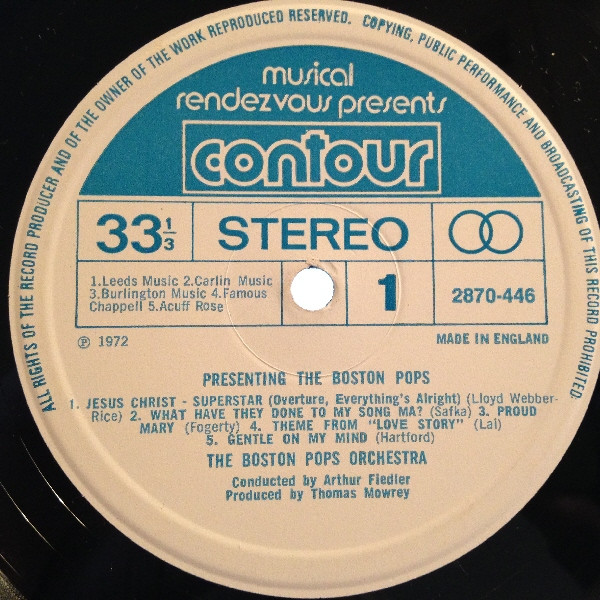 ALL RIGHTS OF THE RECORD PRODUCER AND OF THE OWNER OF THE WORK REPRODUCED RESERVED. COPYING, PUBLIC PERFORMANCE AND BROADCASTING OF THIS RECORD PROHIBITED.
musical
rendezvous presents
contour
33 1/3 STEREO
1.Leeds Music 2.Carlin Music
3.Burlington Music 4.Famous
Chappell 5.Acuff Rose
1 2870-446
Ⓟ 1972 MADE IN ENGLAND
PRESENTING THE BOSTON POPS
1. JESUS CHRIST - SUPERSTAR (Overture, Everything's Alright) (Lloyd Webber-
Rice) 2. WHAT HAVE THEY DONE TO MY SONG MA? (Safka) 3. PROUD
MARY (Fogerty) 4. THEME FROM "LOVE STORY" (Lai)
5. GENTLE ON MY MIND (Hartford)
THE BOSTON POPS ORCHESTRA
Conducted by Arthur Fiedler
Produced by Thomas Mowrey